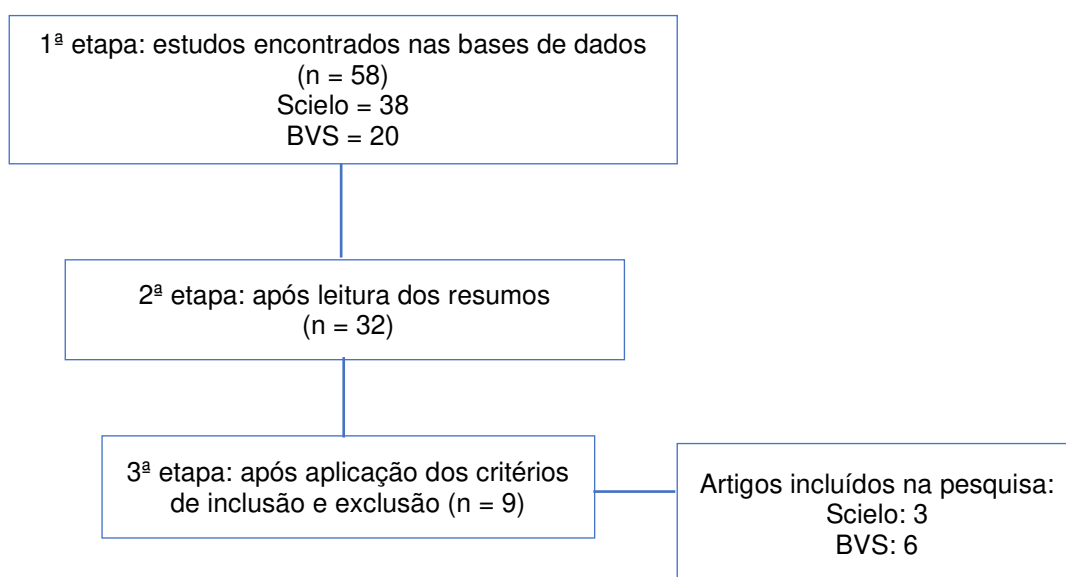 1ª etapa: estudos encontrados nas bases de dados
(n = 58)
Scielo = 38
BVS = 20
2ª etapa: após leitura dos resumos
(n = 32)
3ª etapa: após aplicação dos critérios
de inclusão e exclusão (n = 9)
Artigos incluídos na pesquisa:
Scielo: 3
BVS: 6